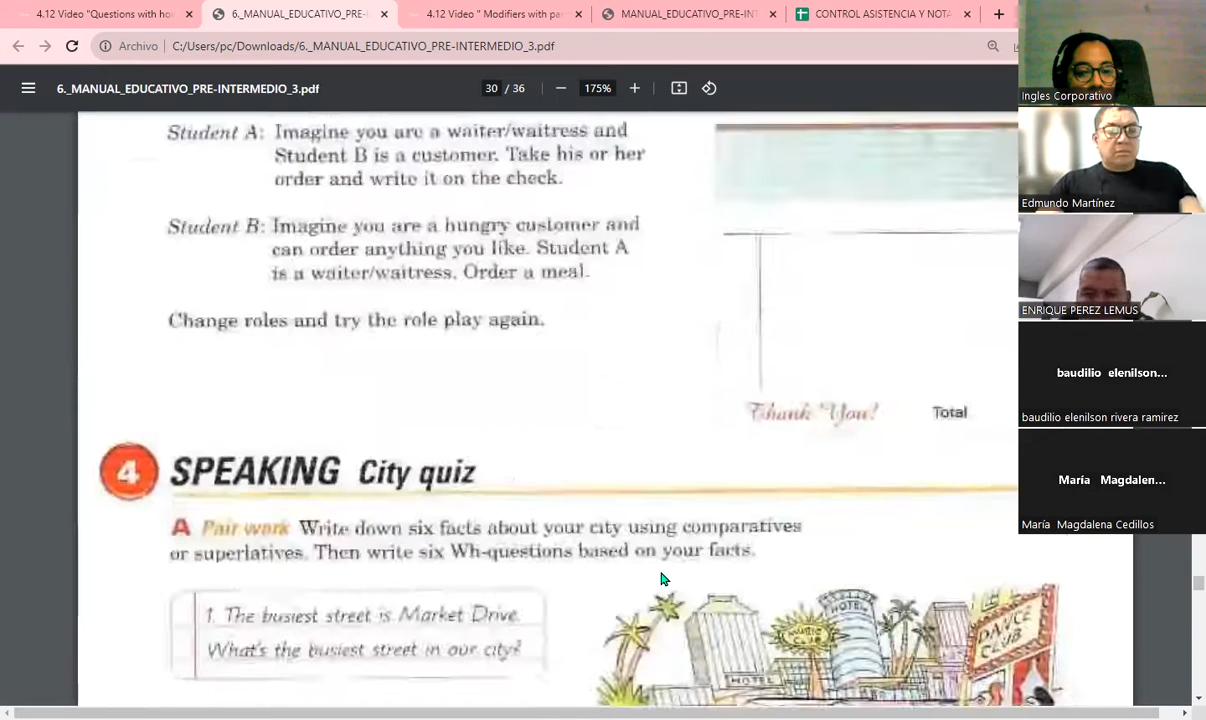 4.12 Video "Questions with ho
6._MANUAL_EDUCATIVO_PRE-
4.12 Video " Modifiers with pa
MANUAL_EDUCATIVO_PRE-INT
CONTROL ASISTENCIA Y NOTA
Archivo
C:/Users/pc/Downloads/6._MANUAL_EDUCATIVO_PRE-INTERMEDIO_3.pdf
6._MANUAL_EDUCATIVO_PRE-INTERMEDIO_3.pdf
30 / 36
175%
Student A: Imagine you are a waiter/waitress and
Student B is a customer. Take his or her
order and write it on the check.
Student B: Imagine you are a hungry customer and
can order anything you like. Student A
is a waiter/waitress. Order a meal.
Change roles and try the role play again.
Thank You!
Total
4 SPEAKING City quiz
A Pair work Write down six facts about your city using comparatives
or superlatives. Then write six Wh-questions based on your facts.
1. The busiest street is Market Drive.
What's the busiest street in our city?
HOTEL
MUSIC CLUB
HOTEL
DANCE CLUB
Ingles Corporativo
Edmundo Martínez
ENRIQUE PEREZ LEMUS
baudilio elenilson...
baudilio elenilson rivera ramirez
María Magdalen...
María Magdalena Cedillos